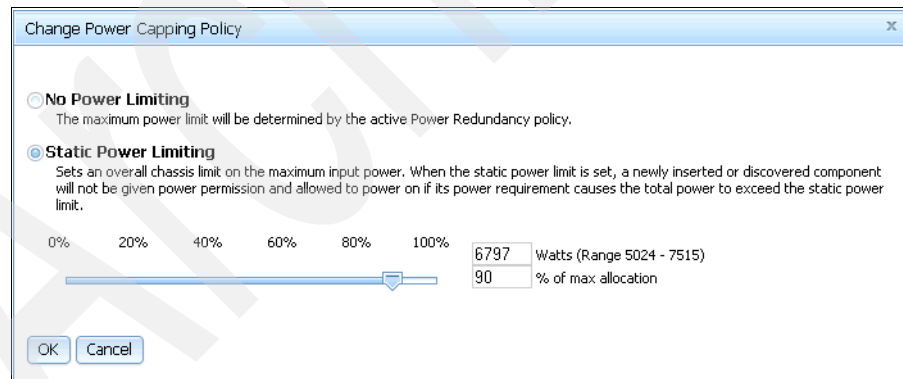 Change Power Capping Policy x
No Power Limiting
The maximum power limit will be determined by the active Power Redundancy policy.
Static Power Limiting
Sets an overall chassis limit on the maximum input power. When the static power limit is set, a newly inserted or discovered component
will not be given power permission and allowed to power on if its power requirement causes the total power to exceed the static power
limit.
0% 20% 40% 60% 80% 100%
6797 Watts (Range 5024 - 7515)
90 % of max allocation
OK Cancel